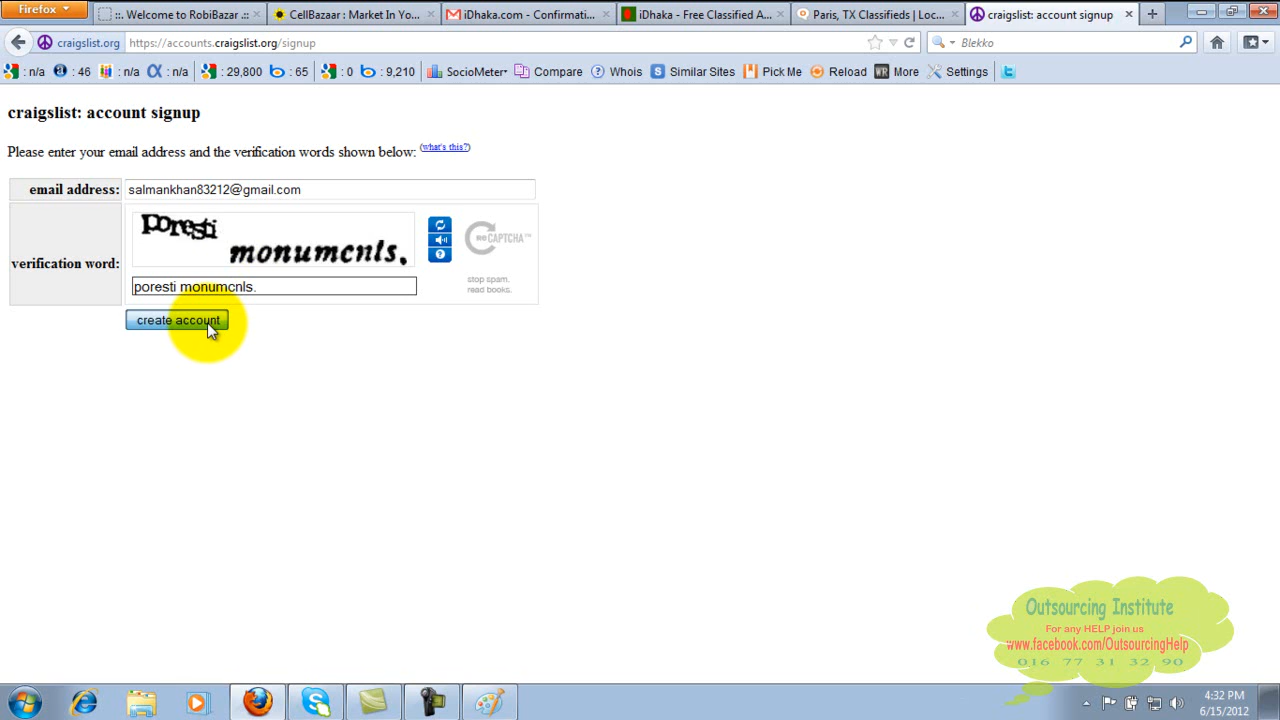 Firefox
::. Welcome to RobiBazar .::
CellBazaar : Market In Yo...
iDhaka.com - Confirmati...
iDhaka - Free Classified A...
Paris, TX Classifieds | Loc...
craigslist: account signup
craigslist.org
https://accounts.craigslist.org/signup
Blekko
: n/a : 46 : n/a : n/a : 29,800 : 65 : 0 : 9,210 SocioMeter Compare Whois Similar Sites Pick Me Reload More Settings
craigslist: account signup
Please enter your email address and the verification words shown below: (what's this?)
email address: salmankhan83212@gmail.com
verification word:
poresti
monumcnls.
reCAPTCHA™
stop spam.
read books.
poresti monumcnls.
create account
Outsourcing Institute
For any HELP join us
www.facebook.com/OutsourcingHelp
016 77 31 32 90
4:32 PM
6/15/2012